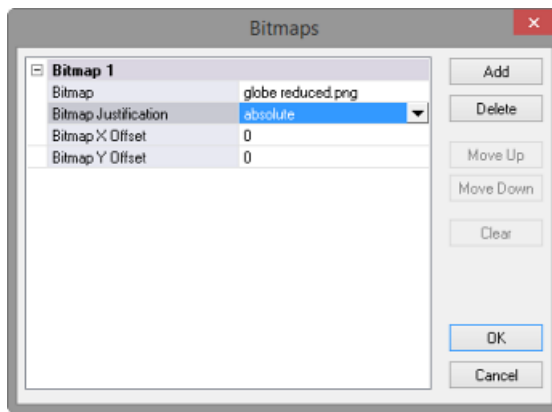 Bitmaps
Bitmap 1
Bitmap globe reduced.png
Bitmap Justification absolute
Bitmap X Offset 0
Bitmap Y Offset 0
Add
Delete
Move Up
Move Down
Clear
OK
Cancel